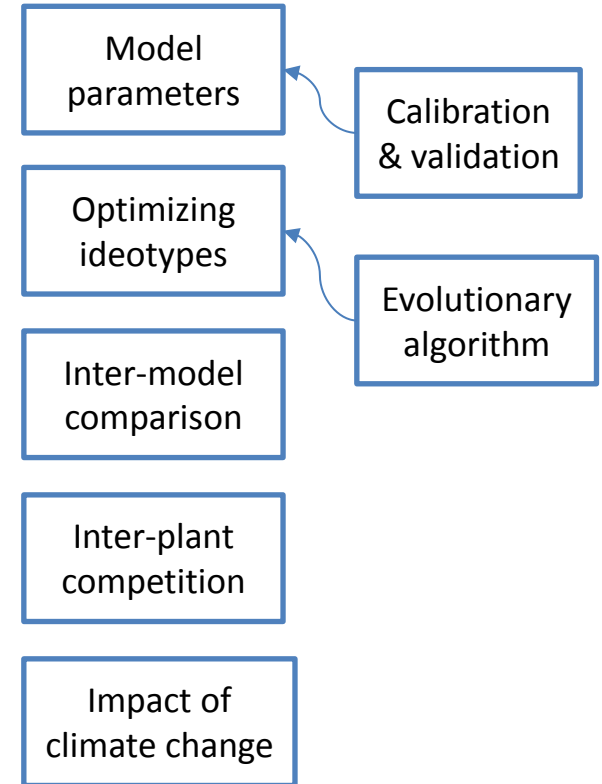 Model
parameters
Calibration
& validation
Optimizing
ideotypes
Evolutionary
algorithm
Inter-model
comparison
Inter-plant
competition
Impact of
climate change